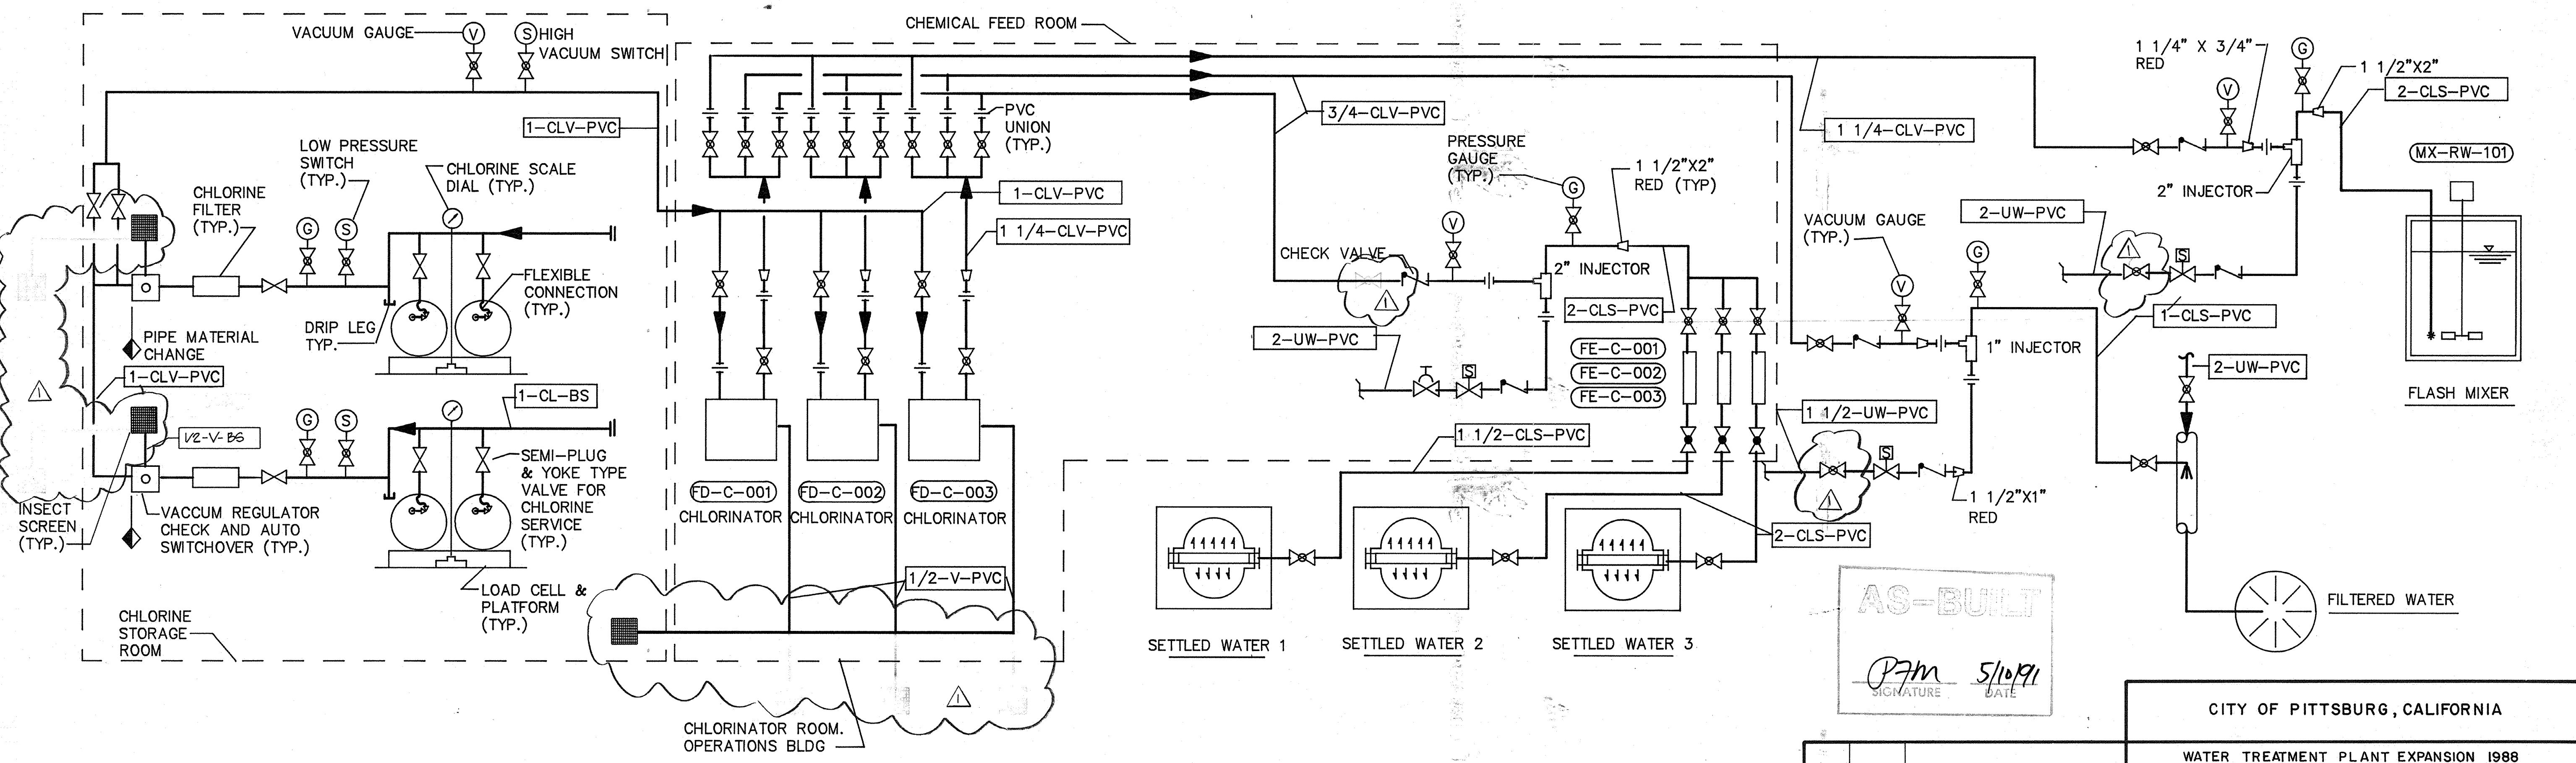 CHEMICAL FEED ROOM
VACUUM GAUGE
V
S
HIGH
VACUUM SWITCH
1-CLV-PVC
LOW PRESSURE
SWITCH
(TYP.)
CHLORINE SCALE
DIAL (TYP.)
CHLORINE
FILTER
(TYP.)
G
S
FLEXIBLE
CONNECTION
(TYP.)
DRIP LEG
TYP.
PIPE MATERIAL
CHANGE
1-CLV-PVC
1
1-CL-BS
G
S
1/2-V-BS
SEMI-PLUG
& YOKE TYPE
VALVE FOR
CHLORINE
SERVICE
(TYP.)
INSECT
SCREEN
(TYP.)
VACCUM REGULATOR
CHECK AND AUTO
SWITCHOVER (TYP.)
LOAD CELL &
PLATFORM
(TYP.)
CHLORINE
STORAGE
ROOM
PVC
UNION
(TYP.)
1-CLV-PVC
1 1/4-CLV-PVC
FD-C-001
CHLORINATOR
FD-C-002
CHLORINATOR
FD-C-003
CHLORINATOR
1/2-V-PVC
1
CHLORINATOR ROOM.
OPERATIONS BLDG
3/4-CLV-PVC
1 1/4-CLV-PVC
PRESSURE
GAUGE
(TYP.)
G
1 1/2"X2"
RED (TYP)
V
CHECK VALVE
1
2" INJECTOR
2-CLS-PVC
2-UW-PVC
S
FE-C-001
FE-C-002
FE-C-003
1 1/2-CLS-PVC
2-CLS-PVC
SETTLED WATER 1
SETTLED WATER 2
SETTLED WATER 3
1 1/4" X 3/4"
RED
G
V
1 1/2"X2"
2-CLS-PVC
MX-RW-101
2" INJECTOR
2-UW-PVC
1
S
VACUUM GAUGE
(TYP.)
V
G
1-CLS-PVC
1" INJECTOR
2-UW-PVC
FLASH MIXER
1 1/2-UW-PVC
1
S
1 1/2"X1"
RED
FILTERED WATER
AS-BUILT
PFM 5/10/91
SIGNATURE DATE
CITY OF PITTSBURG, CALIFORNIA
WATER TREATMENT PLANT EXPANSION 1988